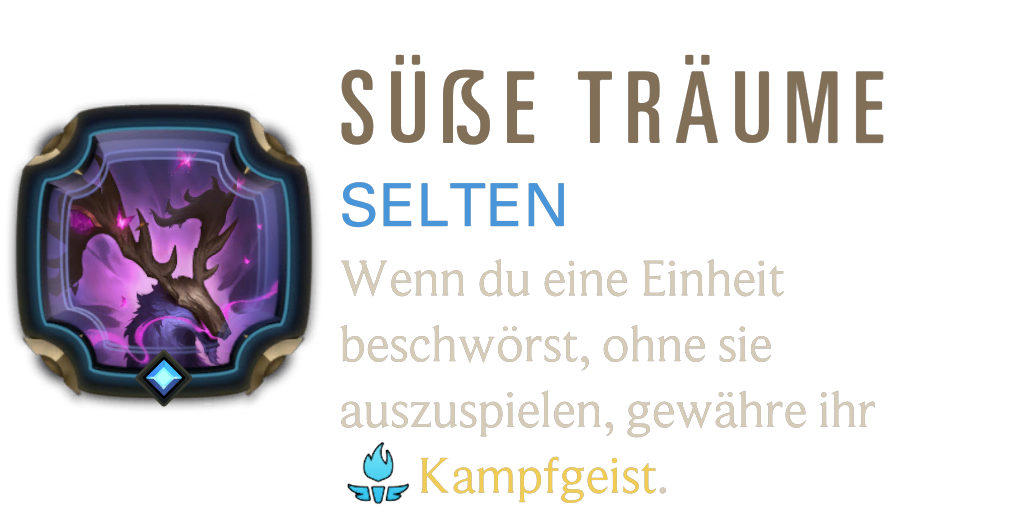 SÜẞE TRÄUME
SELTEN
Wenn du eine Einheit
beschwörst, ohne sie
auszuspielen, gewähre ihr
Kampfgeist.